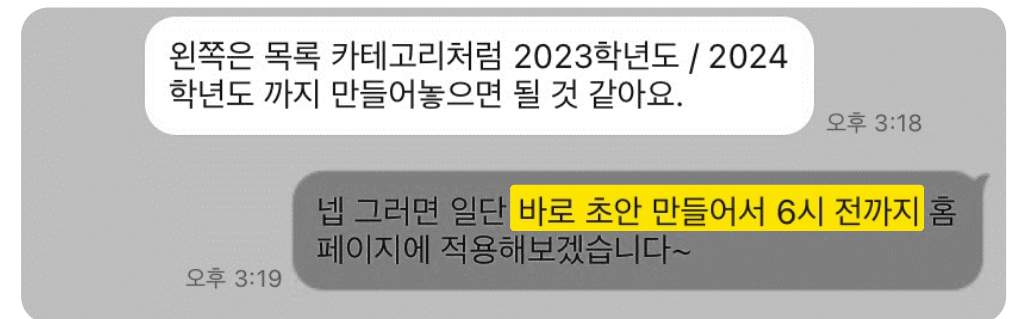 왼쪽은 목록 카테고리처럼 2023학년도 / 2024
학년도 까지 만들어놓으면 될 것 같아요.
오후 3:18
넵 그러면 일단 바로 초안 만들어서 6시 전까지 홈
페이지에 적용해보겠습니다~
오후 3:19